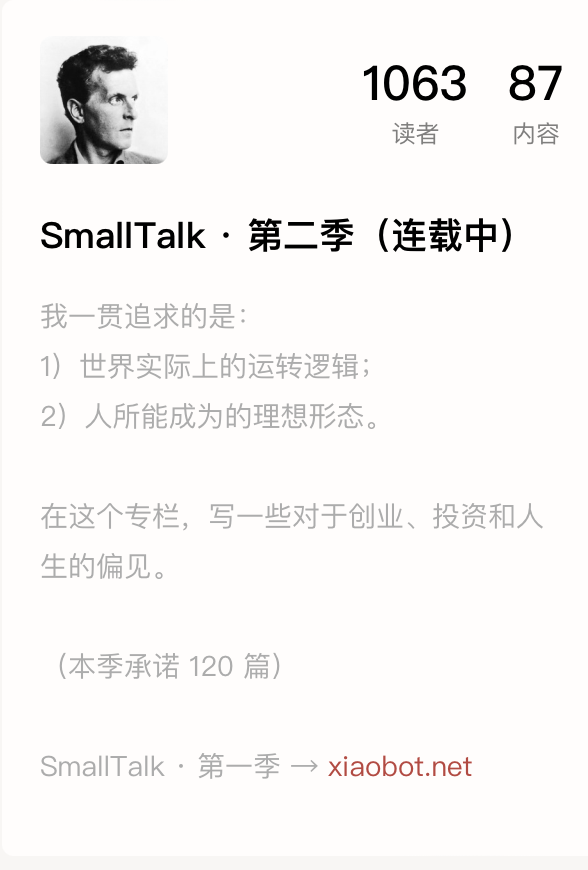 1063 87
读者 内容
SmallTalk · 第二季（连载中）
我一贯追求的是：
1）世界实际上的运转逻辑；
2）人所能成为的理想形态。
在这个专栏，写一些对于创业、投资和人
生的偏见。
（本季承诺 120 篇）
SmallTalk · 第一季 → xiaobot.net